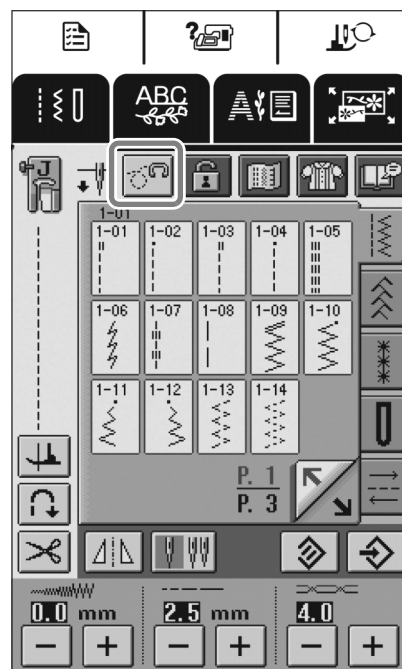 ?
ABC
A
J
1-01
1-01 1-02 1-03 1-04 1-05
1-06 1-07 1-08 1-09 1-10
1-11 1-12 1-13 1-14
P. 1
P. 3
0.0 mm 2.5 mm 4.0
− + − + − +